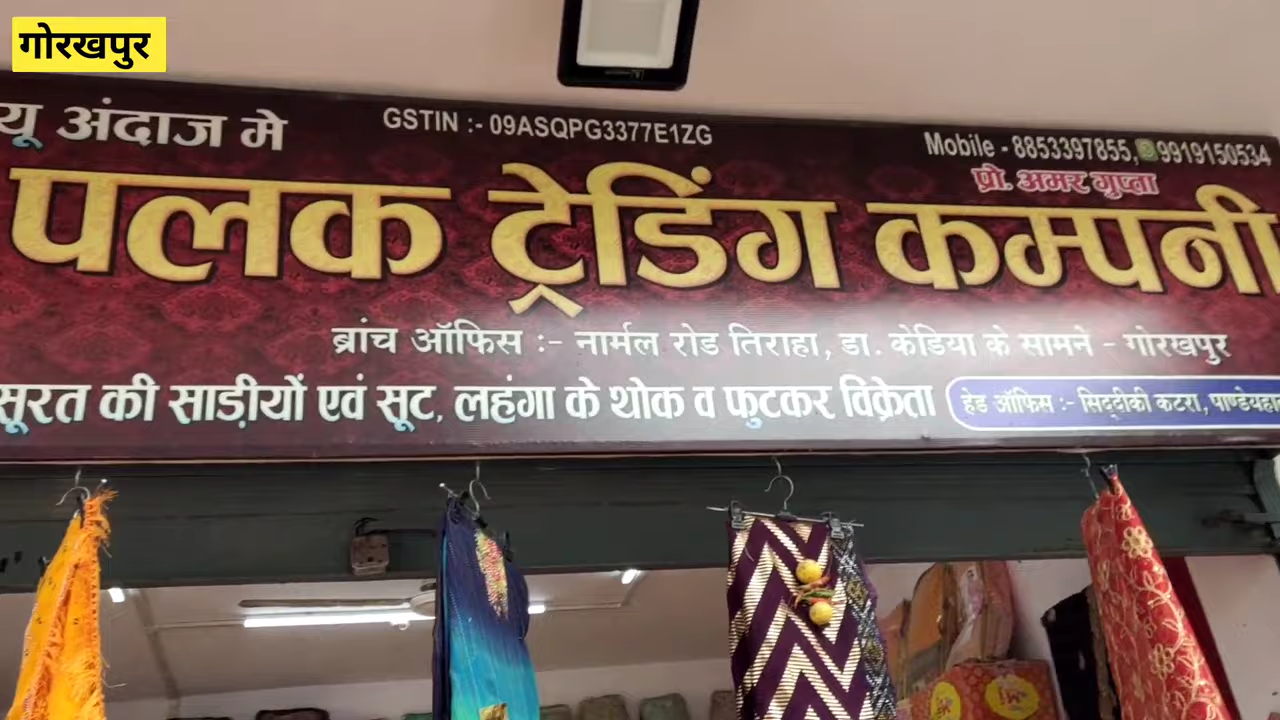 गोरखपुर
यू अंदाज मे
GSTIN :- 09ASQPG3377E1ZG
Mobile - 8853397855, 9919150534
प्रो. अमर गुप्ता
पलक ट्रेडिंग कम्पनी
ब्रांच ऑफिस :- नार्मल रोड तिराहा, डा. केडिया के सामने - गोरखपुर
सूरत की साड़ीयों एवं सूट, लहंगा के थोक व फुटकर विक्रेता
हेड ऑफिस :- सिद्दीकी कटरा, पाण्डेयहा